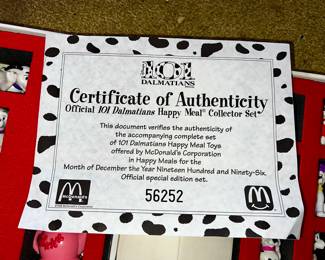 101
DALMATIANS
Certificate of Authenticity
Official 101 Dalmatians Happy Meal® Collector Set
This document verifies the authenticity of
the accompanying complete set
of 101 Dalmatians Happy Meal Toys
offered by McDonald's Corporation
in Happy Meals for the
Month of December the Year Nineteen Hundred and Ninety-Six.
Official special edition set.
56252